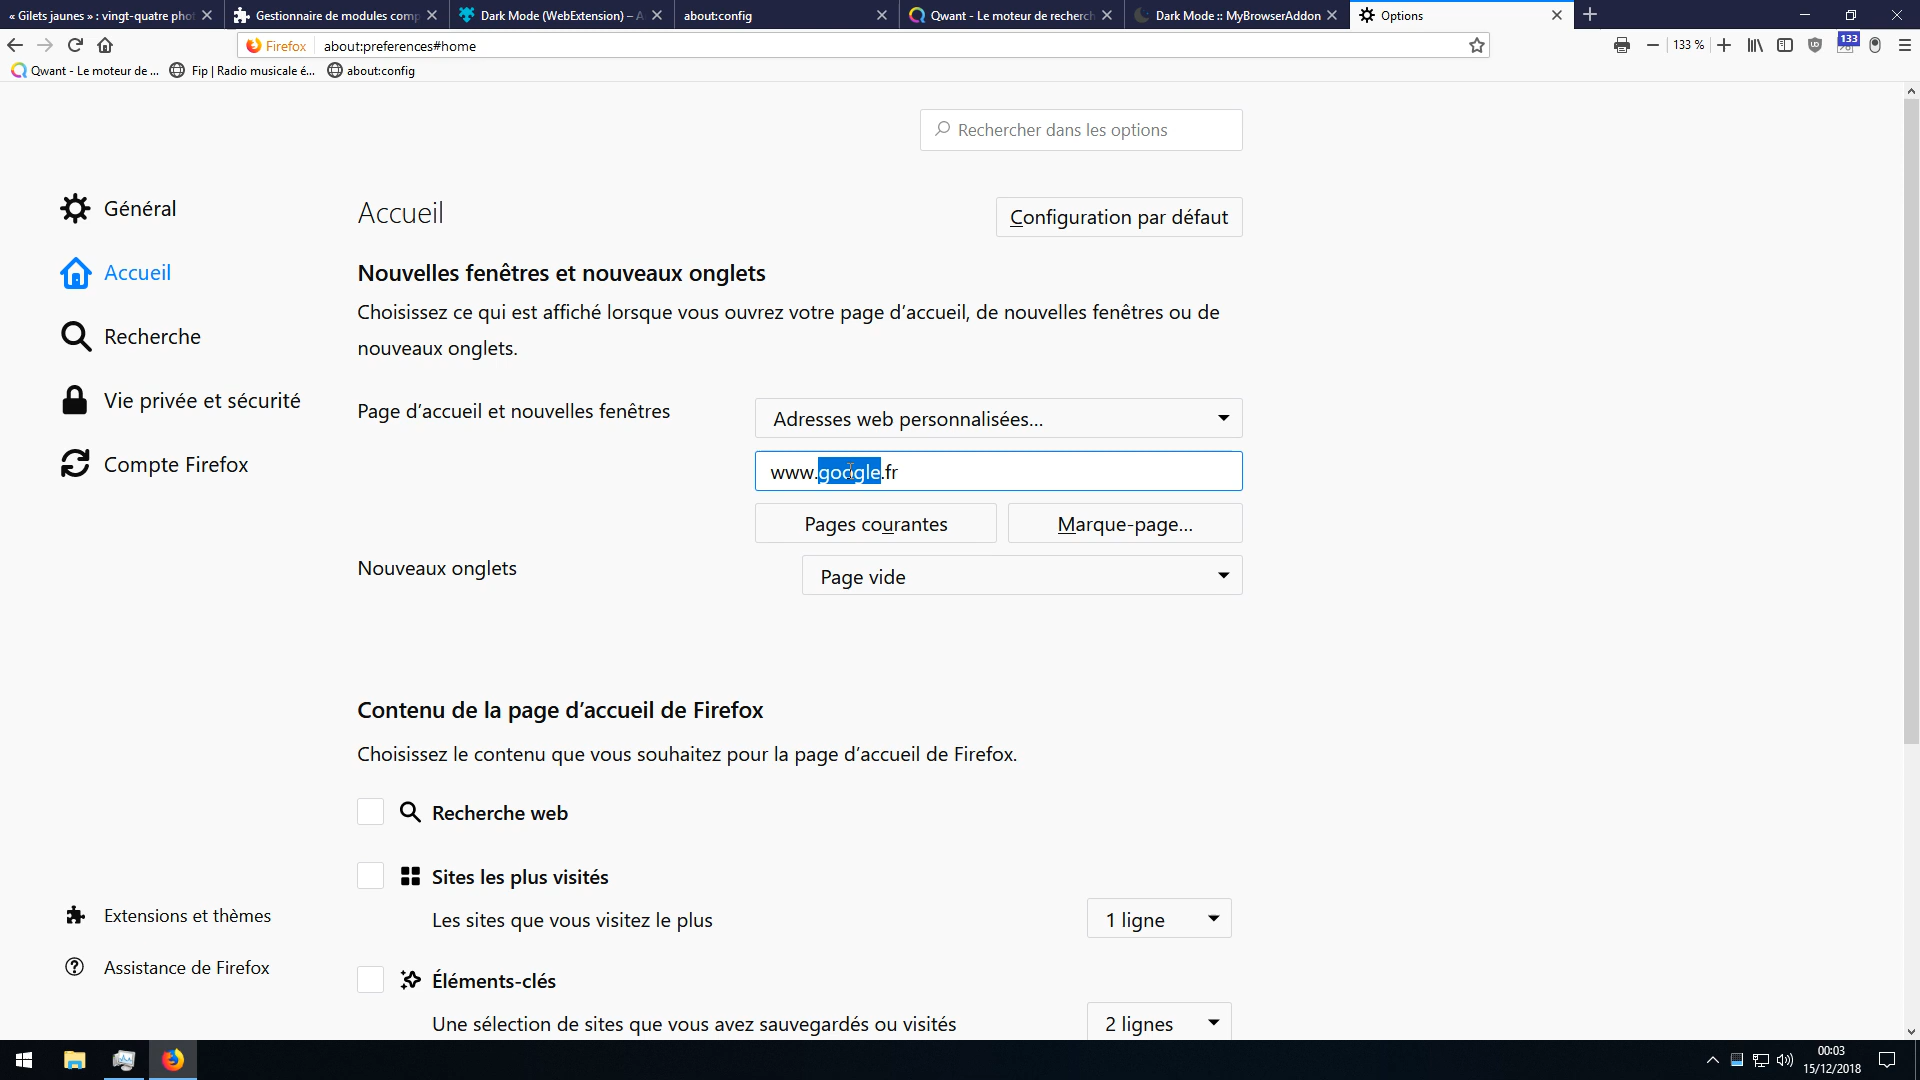 « Gilets jaunes » : vingt-quatre phot
Gestionnaire de modules comp
Dark Mode (WebExtension) – A
about:config
Qwant - Le moteur de recherch
Dark Mode :: MyBrowserAddon
Options
Firefox
about:preferences#home
133 %
133
Qwant - Le moteur de ...
Fip | Radio musicale é...
about:config
Rechercher dans les options
Général
Accueil
Recherche
Vie privée et sécurité
Compte Firefox
Extensions et thèmes
Assistance de Firefox
Accueil
Configuration par défaut
Nouvelles fenêtres et nouveaux onglets
Choisissez ce qui est affiché lorsque vous ouvrez votre page d’accueil, de nouvelles fenêtres ou de
nouveaux onglets.
Page d’accueil et nouvelles fenêtres
Adresses web personnalisées...
www.google.fr
Pages courantes
Marque-page...
Nouveaux onglets
Page vide
Contenu de la page d’accueil de Firefox
Choisissez le contenu que vous souhaitez pour la page d’accueil de Firefox.
Recherche web
Sites les plus visités
Les sites que vous visitez le plus
1 ligne
Éléments-clés
Une sélection de sites que vous avez sauvegardés ou visités
2 lignes
00:03
15/12/2018